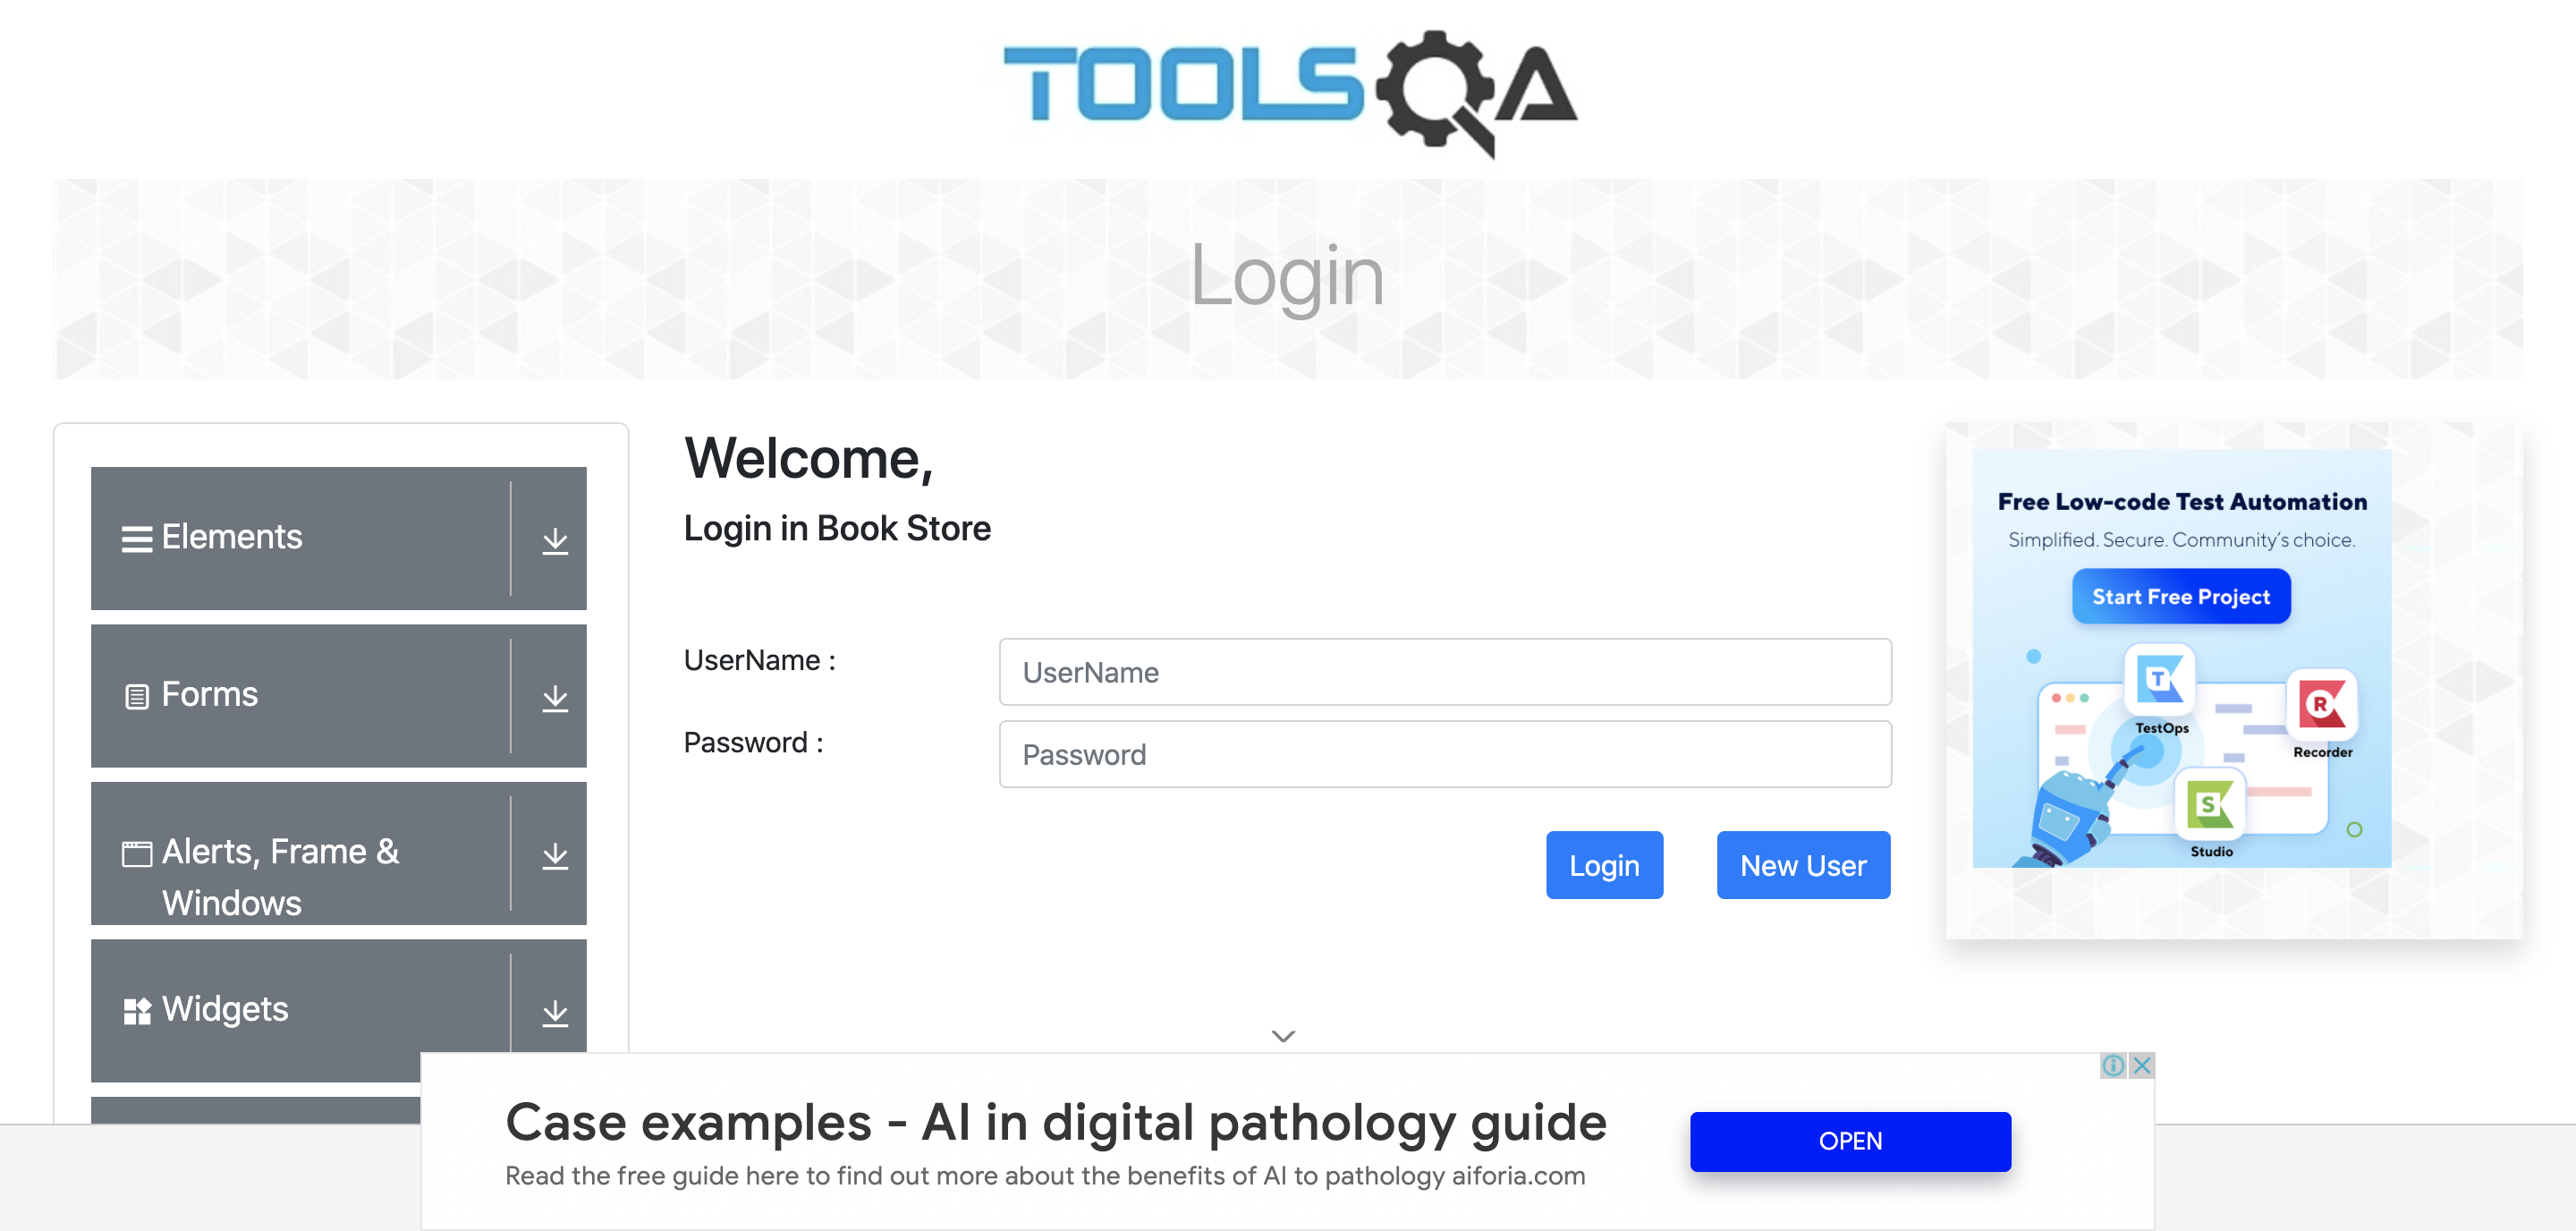 TOOLSQA
Login
Elements
Forms
Alerts, Frame &
Windows
Widgets
Welcome,
Login in Book Store
UserName :
UserName
Password :
Password
Login
New User
Free Low-code Test Automation
Simplified. Secure. Community's choice.
Start Free Project
T
TestOps
R
Recorder
S
Studio
Case examples - AI in digital pathology guide
Read the free guide here to find out more about the benefits of AI to pathology aiforia.com
OPEN